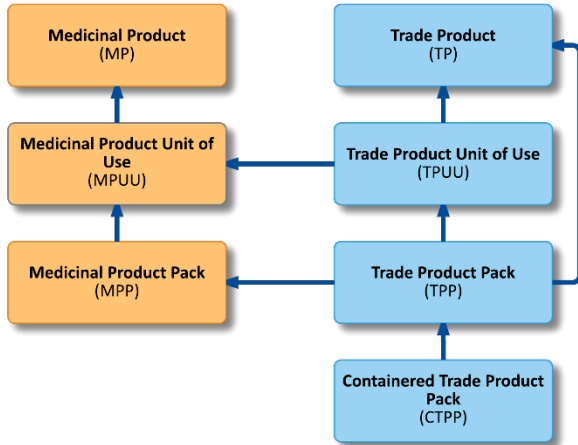 Medicinal Product
(MP)
Trade Product
(TP)
Medicinal Product Unit of
Use
(MPUU)
Trade Product Unit of Use
(TPUU)
Medicinal Product Pack
(MPP)
Trade Product Pack
(TPP)
Containered Trade Product
Pack
(CTPP)